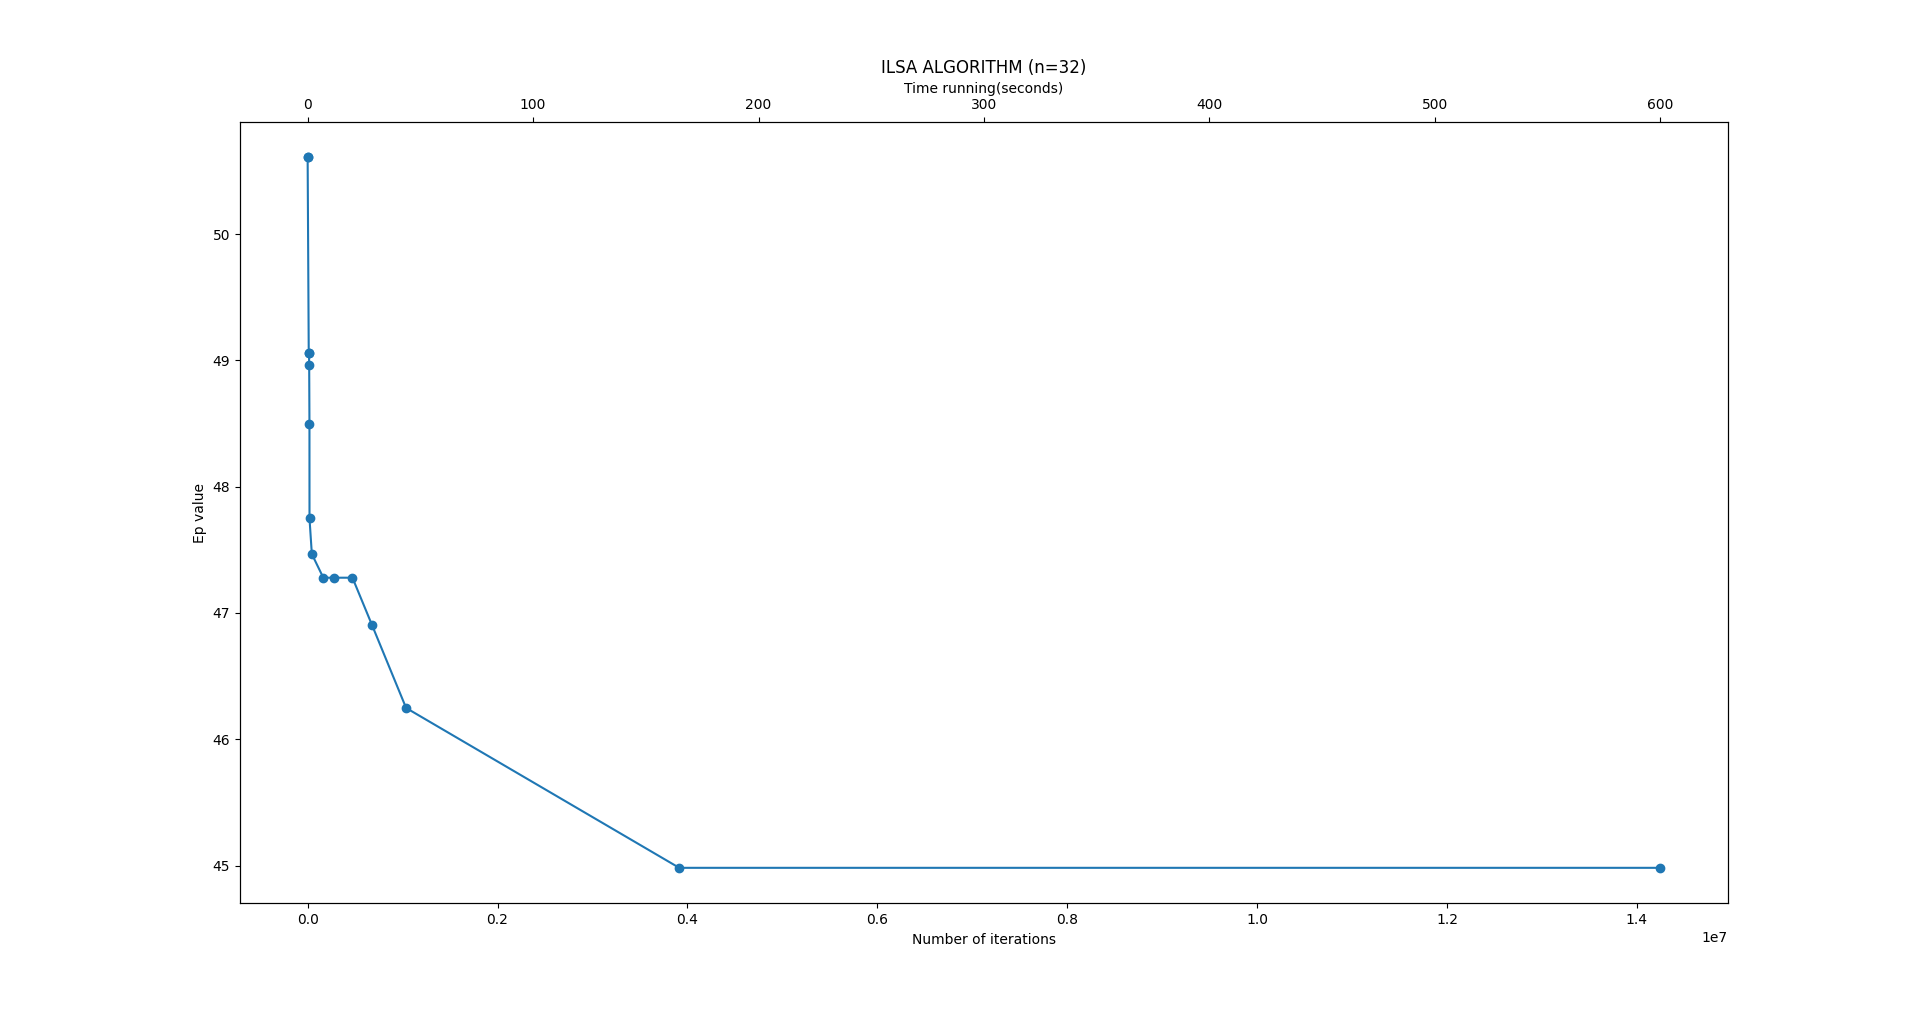 ILSA ALGORITHM (n=32)
Time running(seconds)
0 100 200 300 400 500 600
50
49
48
47
46
45
Ep value
0.0 0.2 0.4 0.6 0.8 1.0 1.2 1.4
1e7
Number of iterations